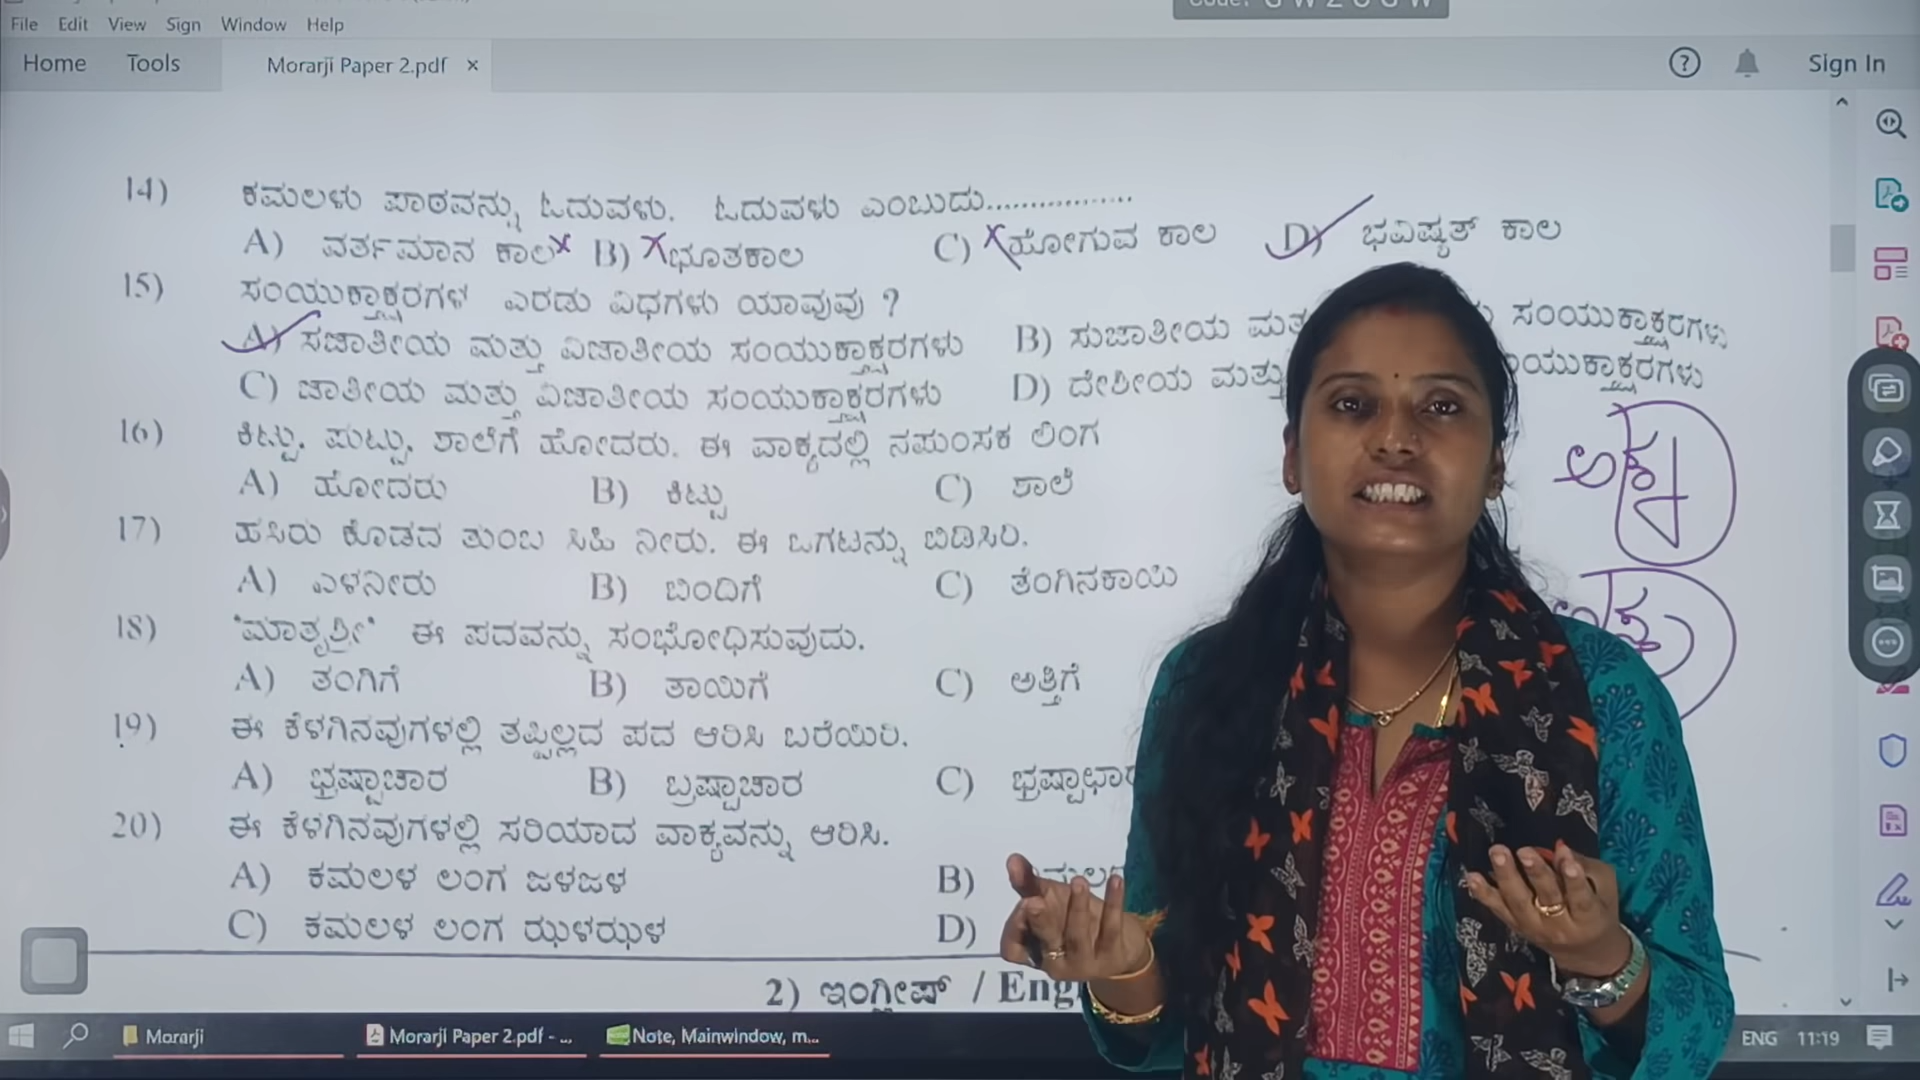 File Edit View Sign Window Help
Home Tools Morarji Paper 2.pdf × Sign In
14) ಕಮಲಳು ಪಾಠವನ್ನು ಓದುವಳು. ಓದುವಳು ಎಂಬುದು................
A) ವರ್ತಮಾನ ಕಾಲ B) ಭೂತಕಾಲ C) ಹೋಗುವ ಕಾಲ D) ಭವಿಷ್ಯತ್ ಕಾಲ
15) ಸಂಯುಕ್ತಾಕ್ಷರಗಳ ಎರಡು ವಿಧಗಳು ಯಾವುವು ?
A) ಸಜಾತೀಯ ಮತ್ತು ವಿಜಾತೀಯ ಸಂಯುಕ್ತಾಕ್ಷರಗಳು B) ಸುಜಾತೀಯ ಸಂಯುಕ್ತಾಕ್ಷರಗಳು
C) ಜಾತೀಯ ಮತ್ತು ವಿಜಾತೀಯ ಸಂಯುಕ್ತಾಕ್ಷರಗಳು D) ದೇಶೀಯ ಮತ್ತು
16) ಕಿಟ್ಟು, ಪುಟ್ಟು, ಶಾಲೆಗೆ ಹೋದರು. ಈ ವಾಕ್ಯದಲ್ಲಿ ನಪುಂಸಕ ಲಿಂಗ
A) ಹೋದರು B) ಕಿಟ್ಟು C) ಶಾಲೆ
17) ಹಸಿರು ಕೊಡದ ತುಂಬ ಸಿಹಿ ನೀರು. ಈ ಒಗಟನ್ನು ಬಿಡಿಸಿರಿ.
A) ಎಳನೀರು B) ಬಿಂದಿಗೆ C) ತೆಂಗಿನಕಾಯಿ
18) 'ಮಾತೃಶ್ರೀ' ಈ ಪದವನ್ನು ಸಂಭೋಧಿಸುವುದು.
A) ತಂಗಿಗೆ B) ತಾಯಿಗೆ C) ಅತ್ತಿಗೆ
19) ಈ ಕೆಳಗಿನವುಗಳಲ್ಲಿ ತಪ್ಪಿಲ್ಲದ ಪದ ಆರಿಸಿ ಬರೆಯಿರಿ.
A) ಭ್ರಷ್ಟಾಚಾರ B) ಬ್ರಷ್ಟಾಚಾರ C)
20) ಈ ಕೆಳಗಿನವುಗಳಲ್ಲಿ ಸರಿಯಾದ ವಾಕ್ಯವನ್ನು ಆರಿಸಿ.
A) ಕಮಲಳ ಲಂಗ ಜಳಜಳ B)
C) ಕಮಲಳ ಲಂಗ ಝಳಝಳ D)
2) ಇಂಗ್ಲೀಷ್ / Engl
Morarji Morarji Paper 2.pdf - ... Note, Mainwindow, m... ENG 11:19